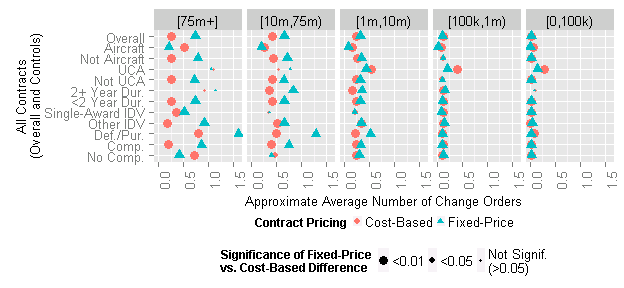 [75m+] [10m,75m) [1m,10m) [100k,1m) [0,100k)
All Contracts
(Overall and Controls)
Overall
Aircraft
Not Aircraft
UCA
Not UCA
2+ Year Dur.
<2 Year Dur.
Single-Award IDV
Other IDV
Def./Pur.
Comp.
No Comp.
0.0 0.5 1.0 1.5 0.0 0.5 1.0 1.5 0.0 0.5 1.0 1.5 0.0 0.5 1.0 1.5 0.0 0.5 1.0 1.5
Approximate Average Number of Change Orders
Contract Pricing Cost-Based Fixed-Price
Significance of Fixed-Price
vs. Cost-Based Difference
<0.01 <0.05 Not Signif.
(>0.05)